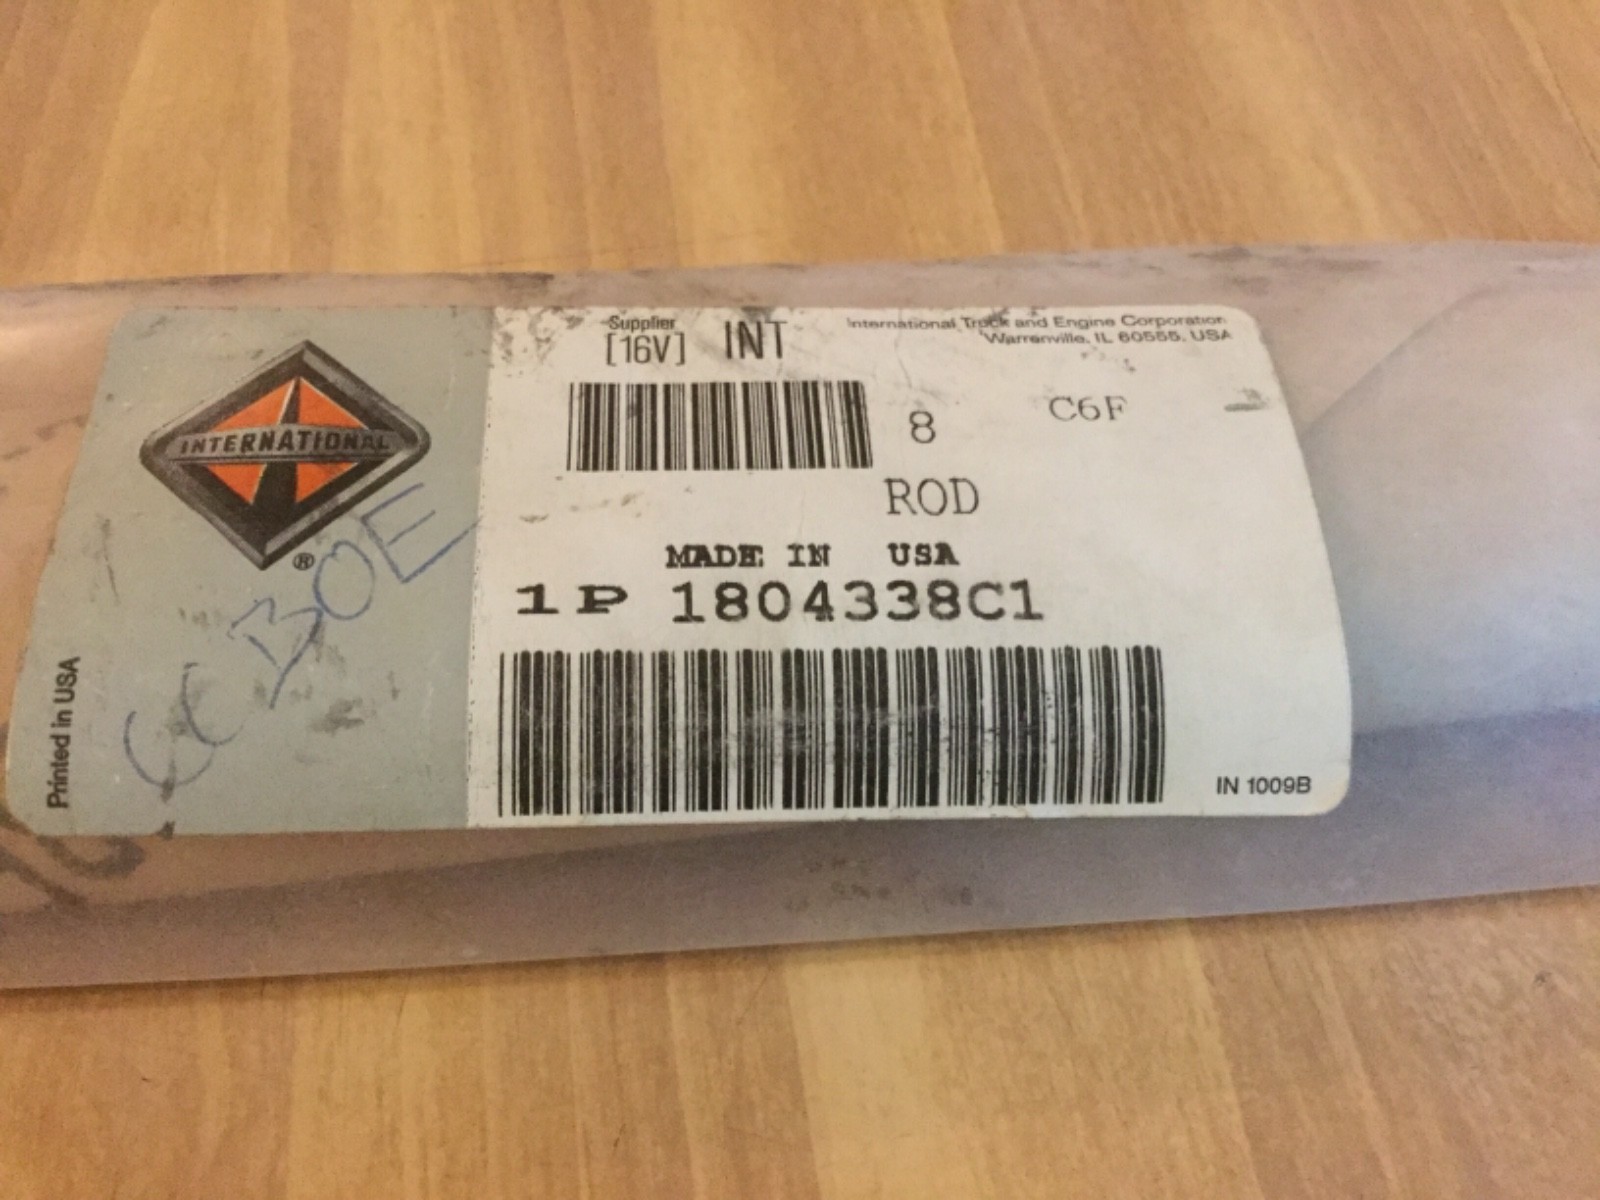 INTERNATIONAL
®
Supplier
[16V] INT
International Truck and Engine Corporation
Warrenville, IL 60555, USA
8 C6F
ROD
MADE IN USA
1P 1804338C1
Printed in USA
IN 1009B